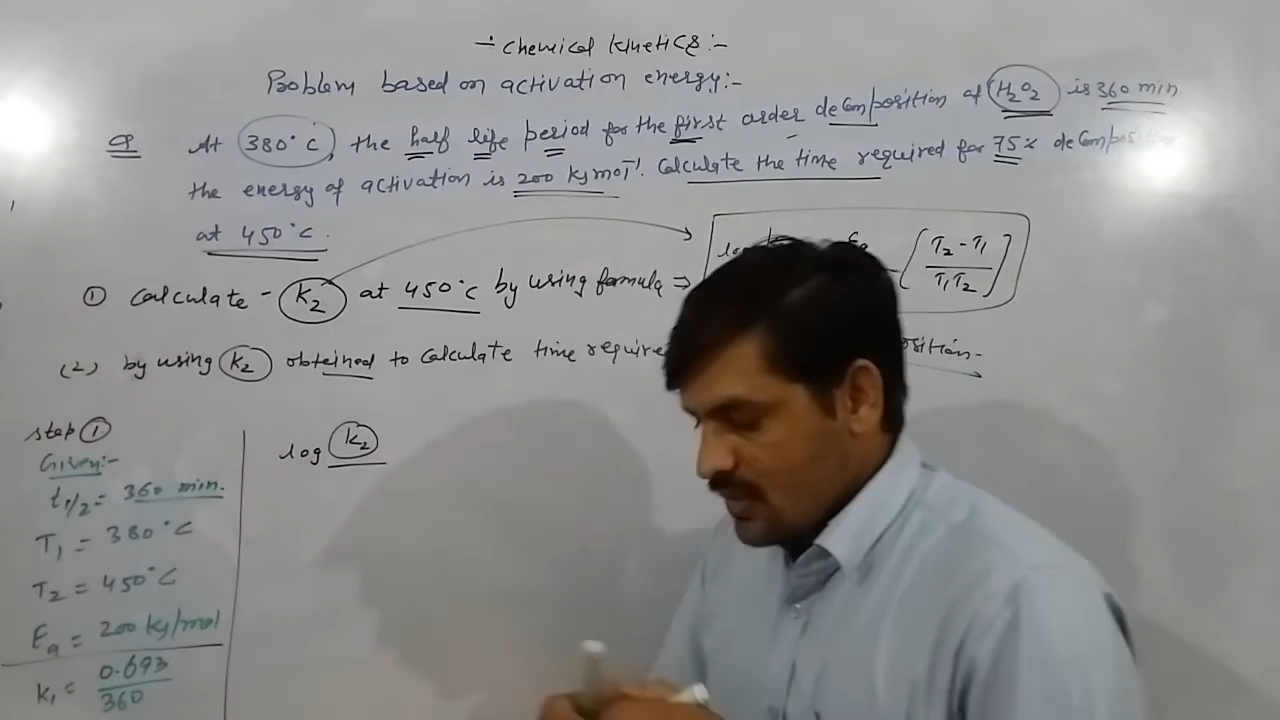 ∸ Chemical Kinetics:-
Problem based on activation energy:-
Q At 380°C, the half life period for the first order decomposition of H₂O₂ is 360 min
the energy of activation is 200 kJ mol⁻¹. Calculate the time required for 75%
at 450°C.
① Calculate - K₂ at 450°C by using formula ⇒ (T₂ - T₁ / T₁T₂)
(2) by using K₂ obtained to calculate time
step ①
Given:-
t₁/₂ = 360 min.
T₁ = 380°C
T₂ = 450°C
Eₐ = 200 kJ/mol
K₁ = 0.693 / 360
log K₂